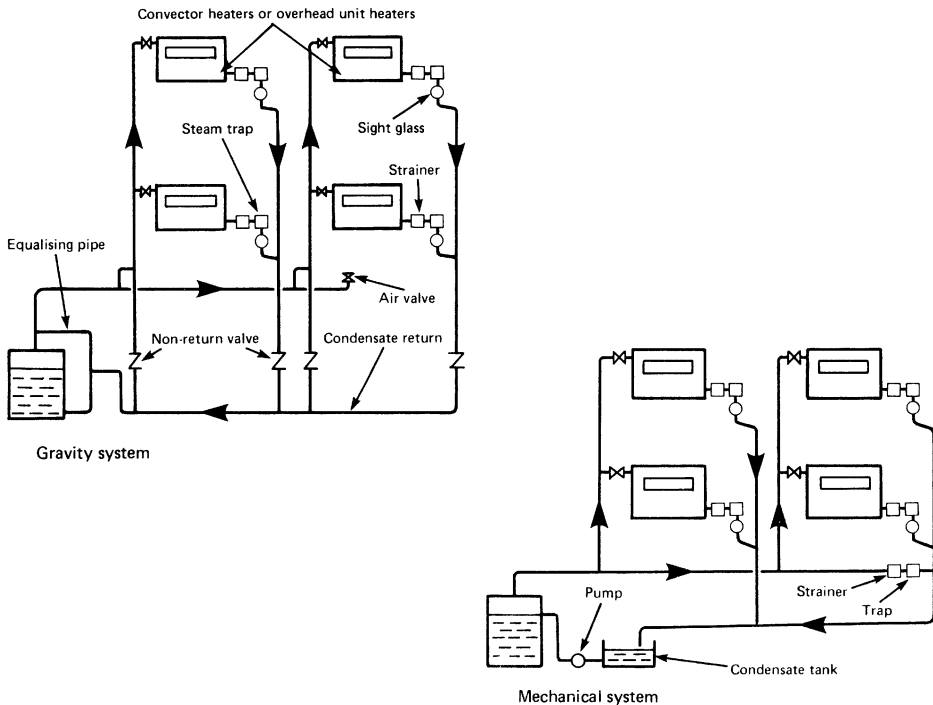 Convector heaters or overhead unit heaters
Sight glass
Steam trap
Strainer
Equalising pipe
Air valve
Non-return valve
Condensate return
Gravity system
Pump
Strainer
Trap
Condensate tank
Mechanical system